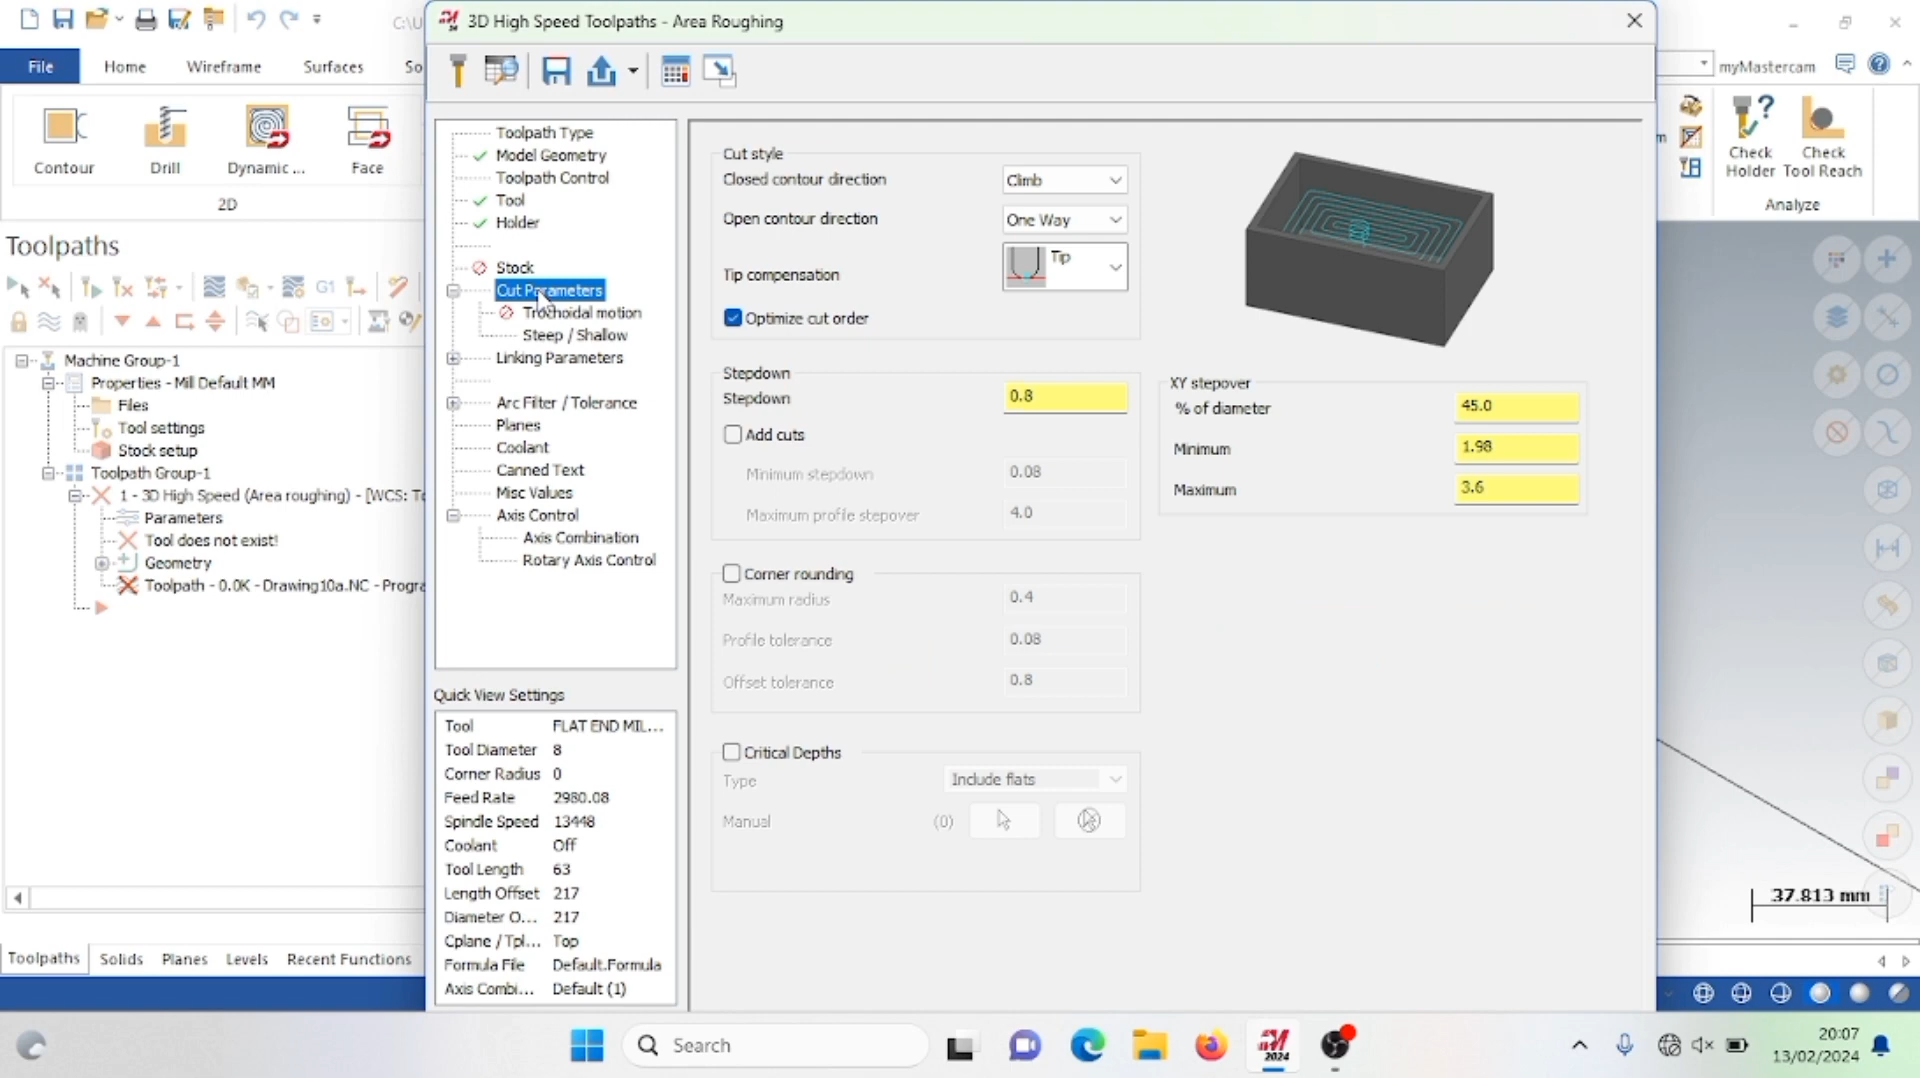 C:\U
3D High Speed Toolpaths - Area Roughing
File
Home
Wireframe
Surfaces
So
myMastercam
Contour
Drill
Dynamic ...
Face
2D
Check
Holder
Check
Tool Reach
Analyze
Toolpaths
G1
Machine Group-1
Properties - Mill Default MM
Files
Tool settings
Stock setup
Toolpath Group-1
1 - 3D High Speed (Area roughing) - [WCS: To
Parameters
Tool does not exist!
Geometry
Toolpath - 0.0K - Drawing10a.NC - Progra
Toolpaths
Solids
Planes
Levels
Recent Functions
Toolpath Type
Model Geometry
Toolpath Control
Tool
Holder
Stock
Cut Parameters
Trochoidal motion
Steep / Shallow
Linking Parameters
Arc Filter / Tolerance
Planes
Coolant
Canned Text
Misc Values
Axis Control
Axis Combination
Rotary Axis Control
Quick View Settings
Tool FLAT END MIL...
Tool Diameter 8
Corner Radius 0
Feed Rate 2980.08
Spindle Speed 13448
Coolant Off
Tool Length 63
Length Offset 217
Diameter O... 217
Cplane / Tpl... Top
Formula File Default.Formula
Axis Combi... Default (1)
Cut style
Closed contour direction Climb
Open contour direction One Way
Tip compensation Tip
Optimize cut order
Stepdown
Stepdown 0.8
Add cuts
Minimum stepdown 0.08
Maximum profile stepover 4.0
Corner rounding
Maximum radius 0.4
Profile tolerance 0.08
Offset tolerance 0.8
Critical Depths
Type Include flats
Manual (0)
XY stepover
% of diameter 45.0
Minimum 1.98
Maximum 3.6
37.813 mm
Search
2024
20:07
13/02/2024